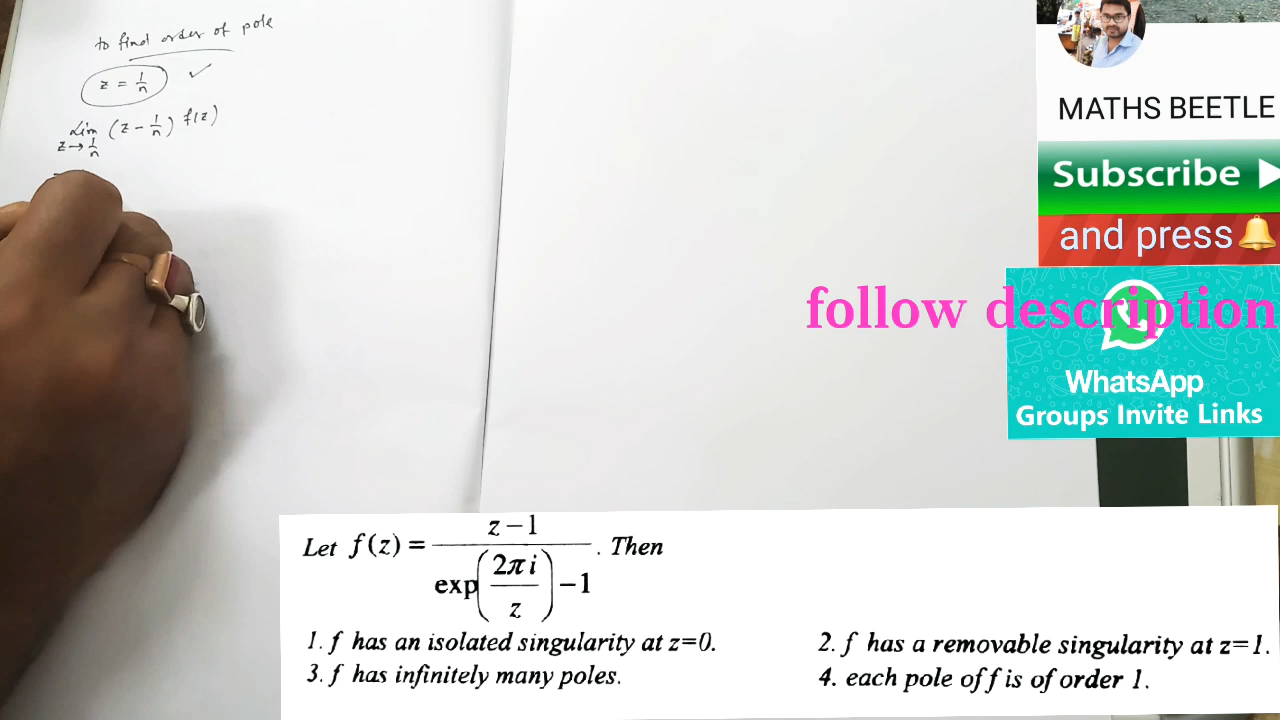 to find order of pole
z = 1/n ✓
Lim z→1/n (z - 1/n) f(z)
MATHS BEETLE
Subscribe
and press
follow description
WhatsApp
Groups Invite Links
Let f(z) = (z-1)/(exp(2πi/z) -1) . Then
1. f has an isolated singularity at z=0.
2. f has a removable singularity at z=1.
3. f has infinitely many poles.
4. each pole of f is of order 1.